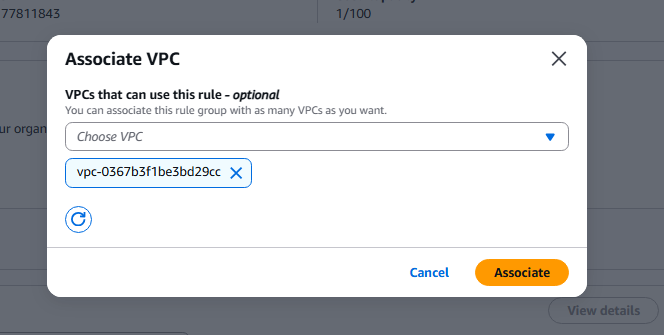 77811843
1/100
Associate VPC
VPCs that can use this rule - optional
You can associate this rule group with as many VPCs as you want.
ur organ
Choose VPC
vpc-0367b3f1be3bd29cc
Cancel
Associate
View details